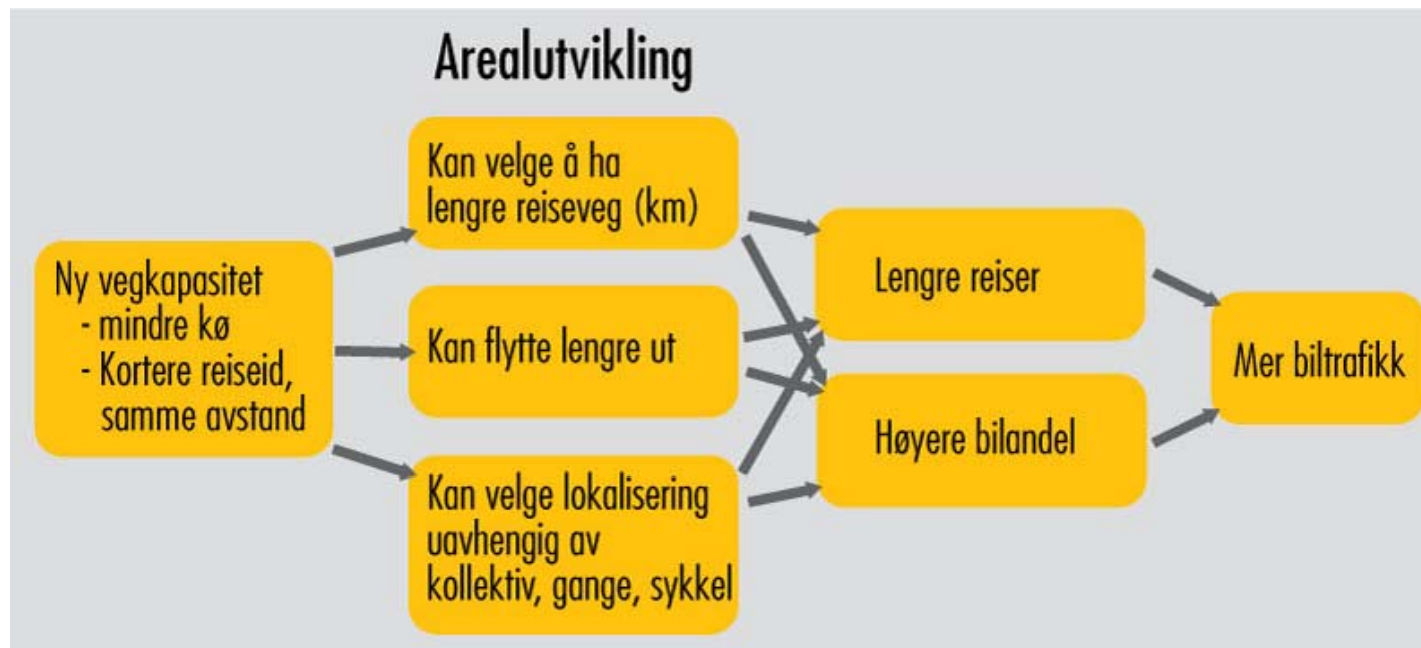 Arealutvikling
Ny vegkapasitet
- mindre kø
- Kortere reiseid,
samme avstand
Kan velge å ha
lengre reiseveg (km)
Kan flytte lengre ut
Kan velge lokalisering
uavhengig av
kollektiv, gange, sykkel
Lengre reiser
Høyere bilandel
Mer biltrafikk